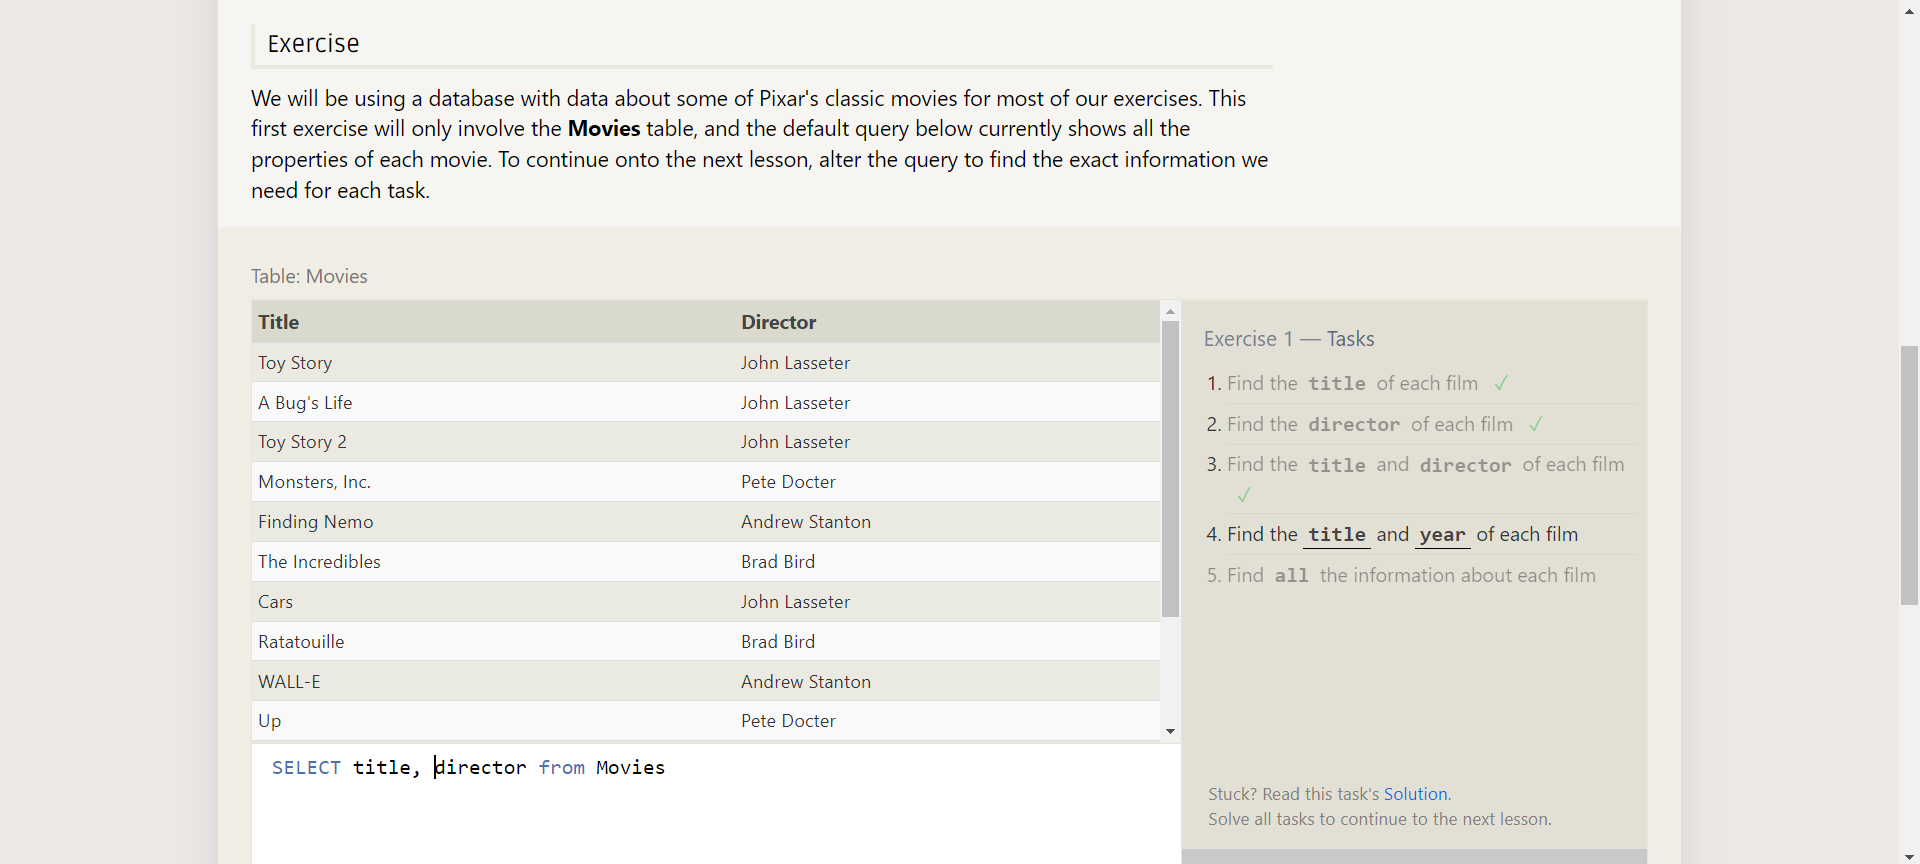 Exercise
We will be using a database with data about some of Pixar's classic movies for most of our exercises. This
first exercise will only involve the Movies table, and the default query below currently shows all the
properties of each movie. To continue onto the next lesson, alter the query to find the exact information we
need for each task.
Table: Movies
Title Director
Toy Story John Lasseter
A Bug's Life John Lasseter
Toy Story 2 John Lasseter
Monsters, Inc. Pete Docter
Finding Nemo Andrew Stanton
The Incredibles Brad Bird
Cars John Lasseter
Ratatouille Brad Bird
WALL-E Andrew Stanton
Up Pete Docter
SELECT title, director from Movies
Exercise 1 — Tasks
1. Find the title of each film ✓
2. Find the director of each film ✓
3. Find the title and director of each film
✓
4. Find the title and year of each film
5. Find all the information about each film
Stuck? Read this task's Solution.
Solve all tasks to continue to the next lesson.